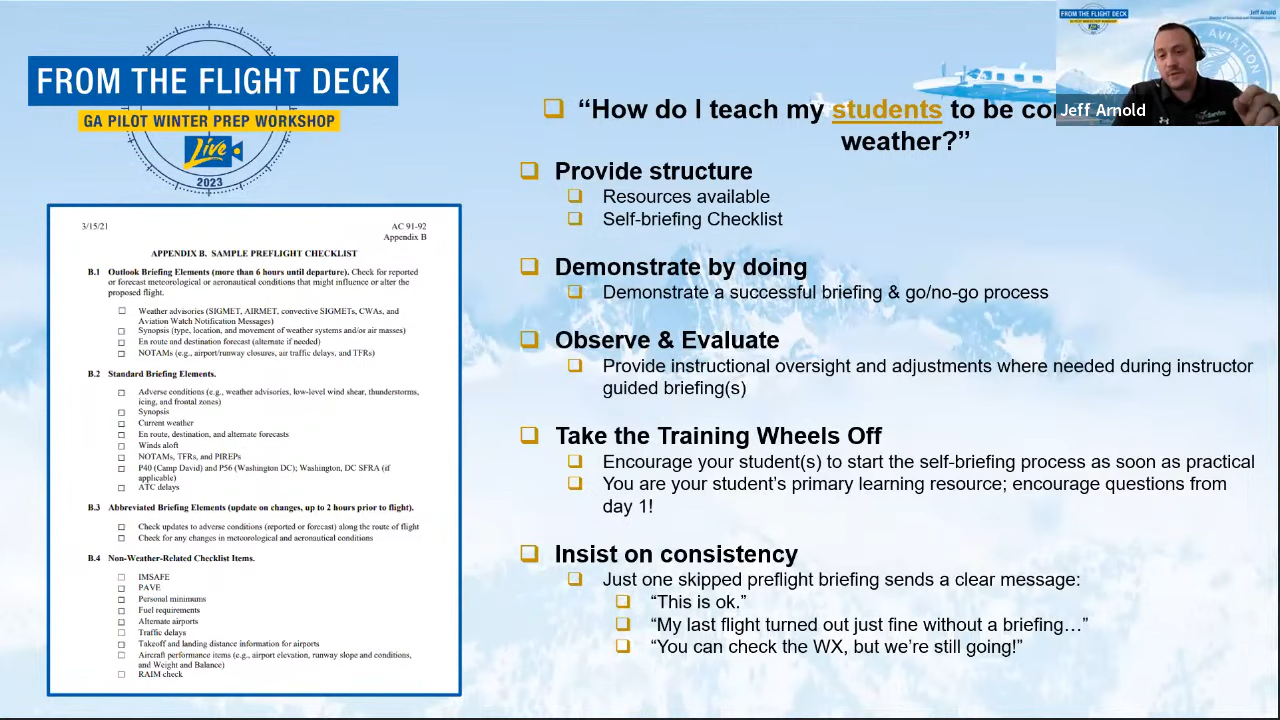 FROM THE FLIGHT DECK
GA PILOT WINTER PREP WORKSHOP
Live
2023
3/15/21
AC 91-92
Appendix B
APPENDIX B. SAMPLE PREFLIGHT CHECKLIST
B.1 Outlook Briefing Elements (more than 6 hours until departure). Check for reported
or forecast meteorological or aeronautical conditions that might influence or alter the
proposed flight.
Weather advisories (SIGMET, AIRMET, convective SIGMETs, CWAs, and
Aviation Watch Notification Messages)
Synopsis (type, location, and movement of weather systems and/or air masses)
En route and destination forecast (alternate if needed)
NOTAMs (e.g., airport/runway closures, air traffic delays, and TFRs)
B.2 Standard Briefing Elements.
Adverse conditions (e.g., weather advisories, low-level wind shear, thunderstorms,
icing, and frontal zones)
Synopsis
Current weather
En route, destination, and alternate forecasts
Winds aloft
NOTAMs, TFRs, and PIREPs
P40 (Camp David) and P56 (Washington DC); Washington, DC SFRA (if
applicable)
ATC delays
B.3 Abbreviated Briefing Elements (update on changes, up to 2 hours prior to flight).
Check updates to adverse conditions (reported or forecast) along the route of flight
Check for any changes in meteorological and aeronautical conditions
B.4 Non-Weather-Related Checklist Items.
IMSAFE
PAVE
Personal minimums
Fuel requirements
Alternate airports
Traffic delays
Takeoff and landing distance information for airports
Aircraft performance items (e.g., airport elevation, runway slope and conditions,
and Weight and Balance)
RAIM check
“How do I teach my students to be co
weather?”
Provide structure
Resources available
Self-briefing Checklist
Demonstrate by doing
Demonstrate a successful briefing & go/no-go process
Observe & Evaluate
Provide instructional oversight and adjustments where needed during instructor
guided briefing(s)
Take the Training Wheels Off
Encourage your student(s) to start the self-briefing process as soon as practical
You are your student’s primary learning resource; encourage questions from
day 1!
Insist on consistency
Just one skipped preflight briefing sends a clear message:
“This is ok.”
“My last flight turned out just fine without a briefing…”
“You can check the WX, but we’re still going!”
FROM THE FLIGHT DECK
GA PILOT WINTER PREP WORKSHOP
Jeff Arnold
AVIATION
Jeff Arnold